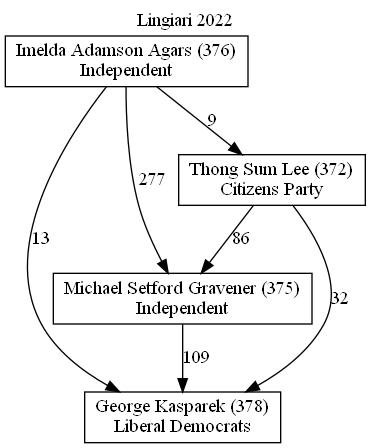 Lingiari 2022
Imelda Adamson Agars (376)
Independent
9
Thong Sum Lee (372)
Citizens Party
277
13
86
Michael Setford Gravener (375)
Independent
32
109
George Kasparek (378)
Liberal Democrats